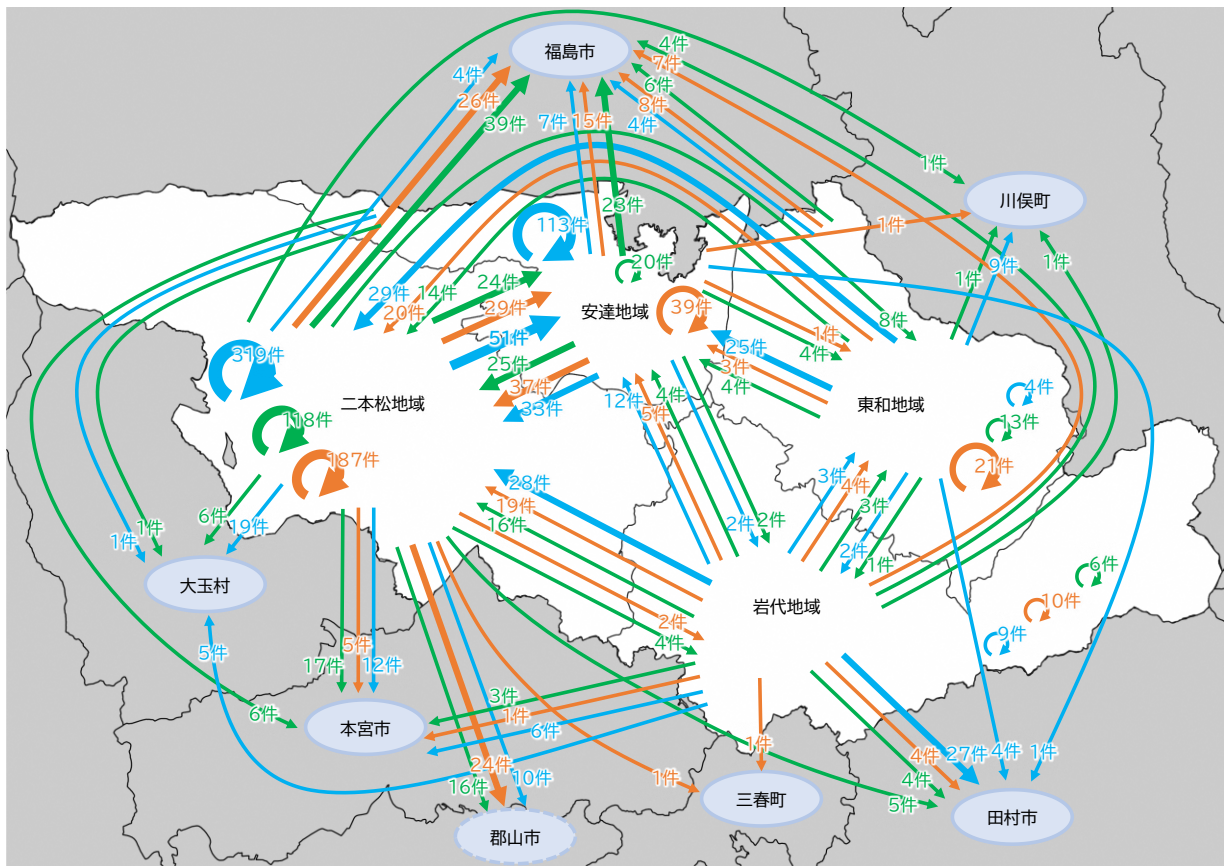 福島市
4件
4件
7件
26件
6件
39件
7件
15件
8件
4件
1件
川俣町
23件
113件
1件
20件
1件
9件
1件
24件
29件
14件
29件
39件
20件
安達地域
8件
51件
1件
25件
4件
319件
25件
3件
37件
4件
4件
4件
12件
二本松地域
33件
5件
東和地域
118件
13件
187件
21件
28件
3件
4件
19件
3件
6件
19件
16件
2件
2件
1件
1件
2件
1件
6件
大玉村
岩代地域
10件
2件
9件
4件
5件
5件
17件
12件
3件
6件
本宮市
1件
6件
1件
24件
10件
16件
1件
4件
27件
4件
1件
4件
5件
三春町
田村市
郡山市